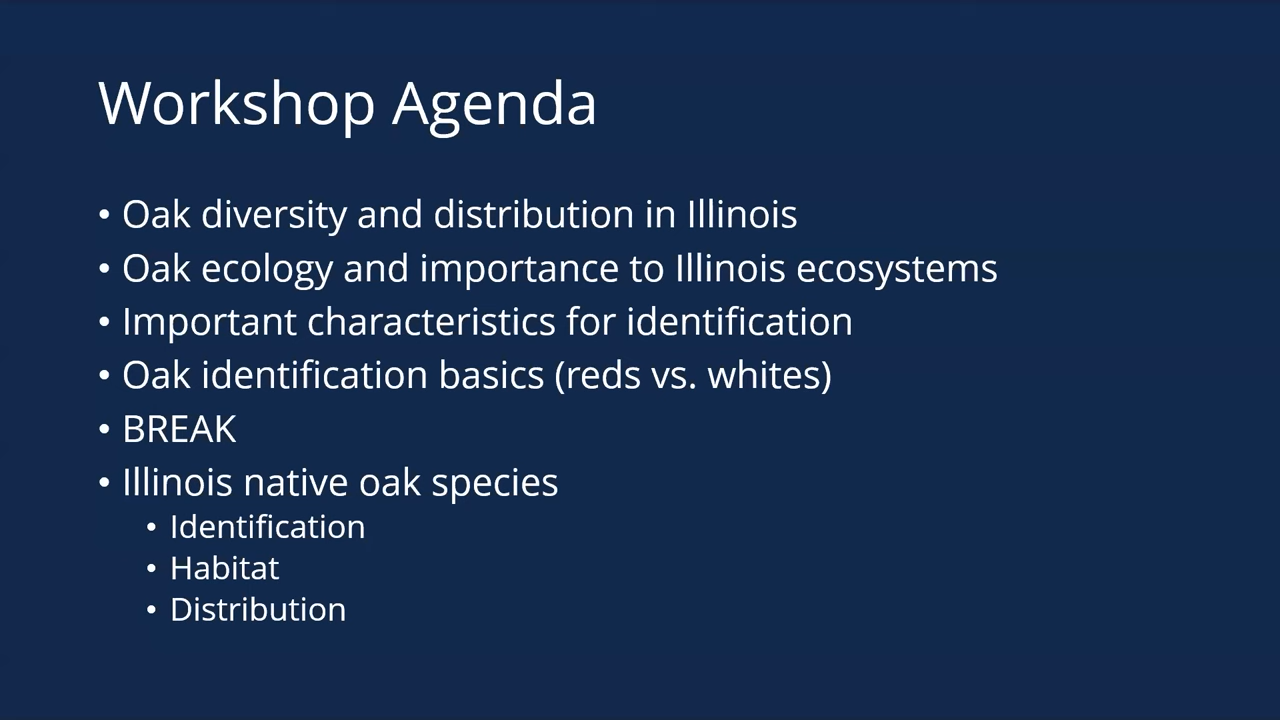 Workshop Agenda
• Oak diversity and distribution in Illinois
• Oak ecology and importance to Illinois ecosystems
• Important characteristics for identification
• Oak identification basics (reds vs. whites)
• BREAK
• Illinois native oak species
• Identification
• Habitat
• Distribution